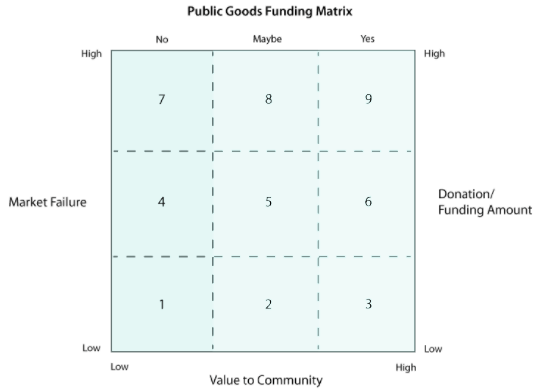 Public Goods Funding Matrix
No Maybe Yes
High High
7 8 9
Market Failure
4 5 6
Donation/
Funding Amount
1 2 3
Low Low
Low High
Value to Community